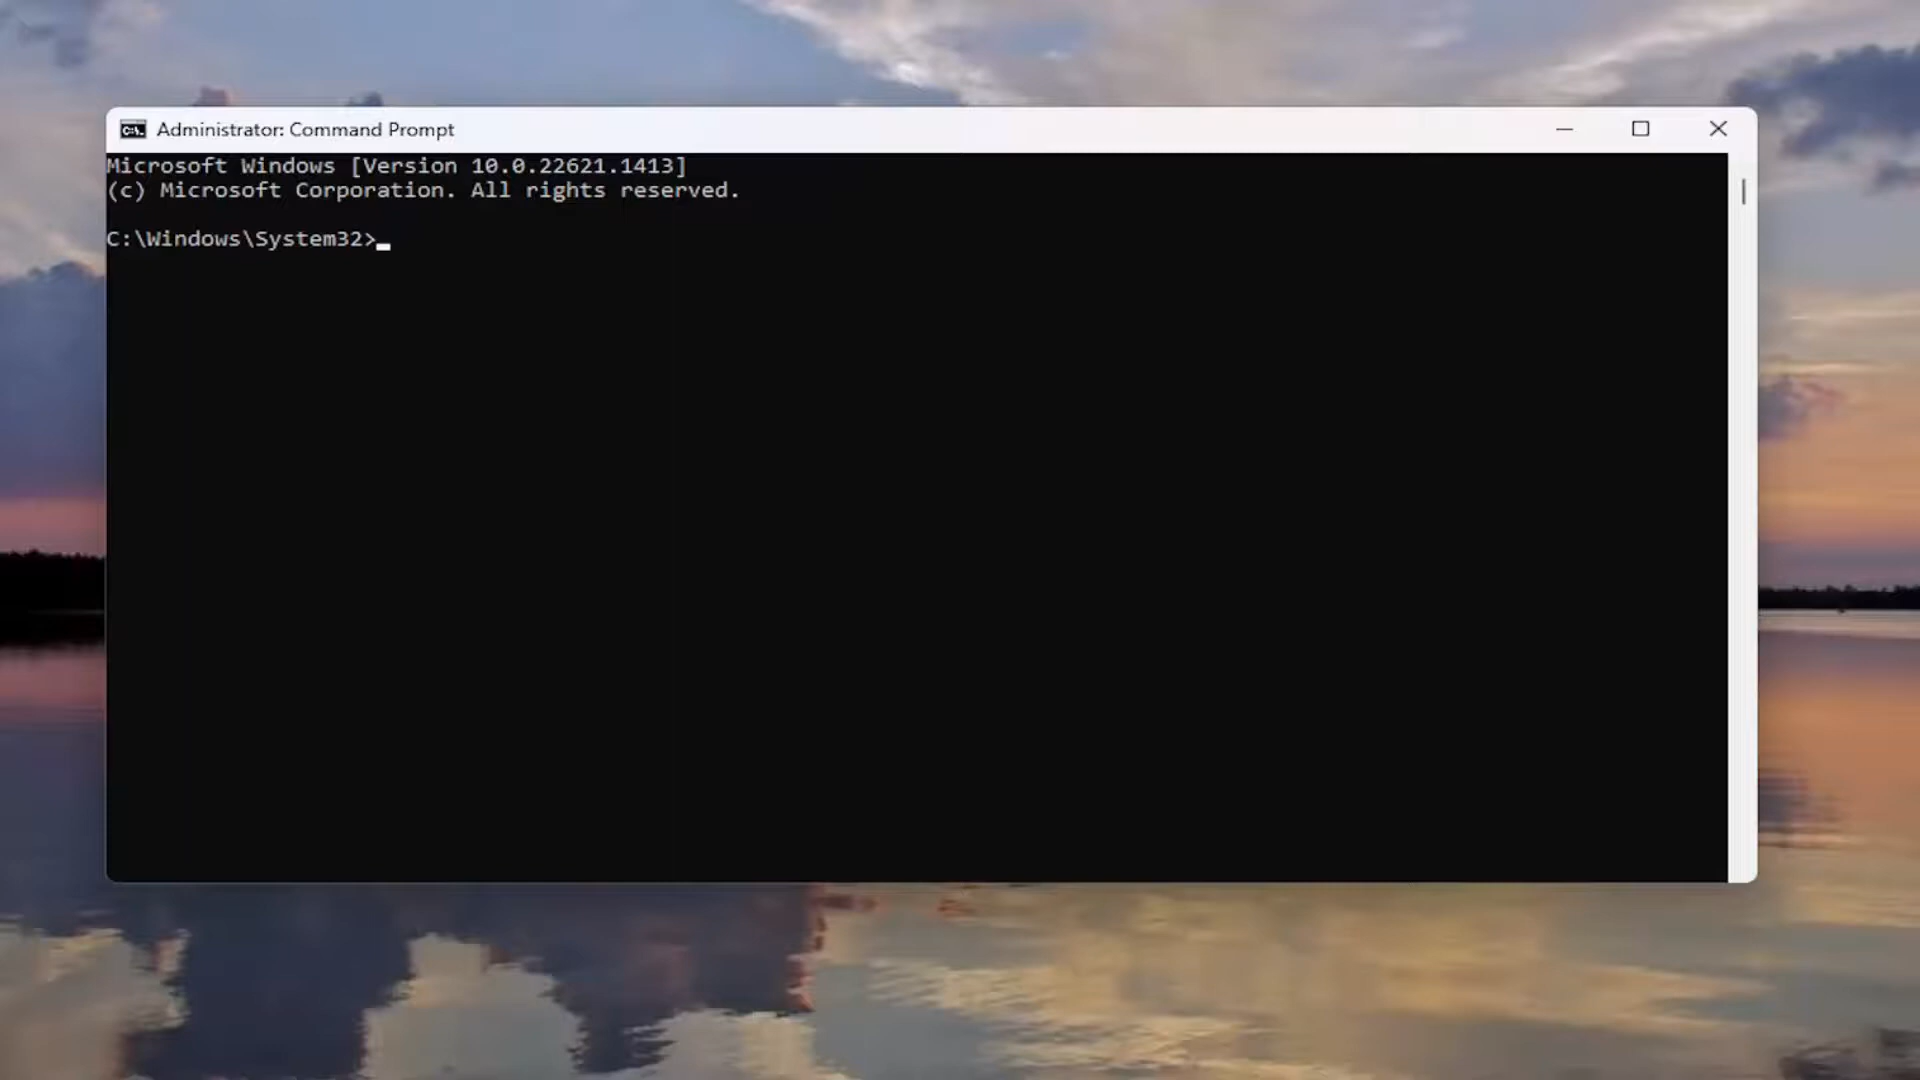 Administrator: Command Prompt
Microsoft Windows [Version 10.0.22621.1413]
(c) Microsoft Corporation. All rights reserved.
C:\Windows\System32>